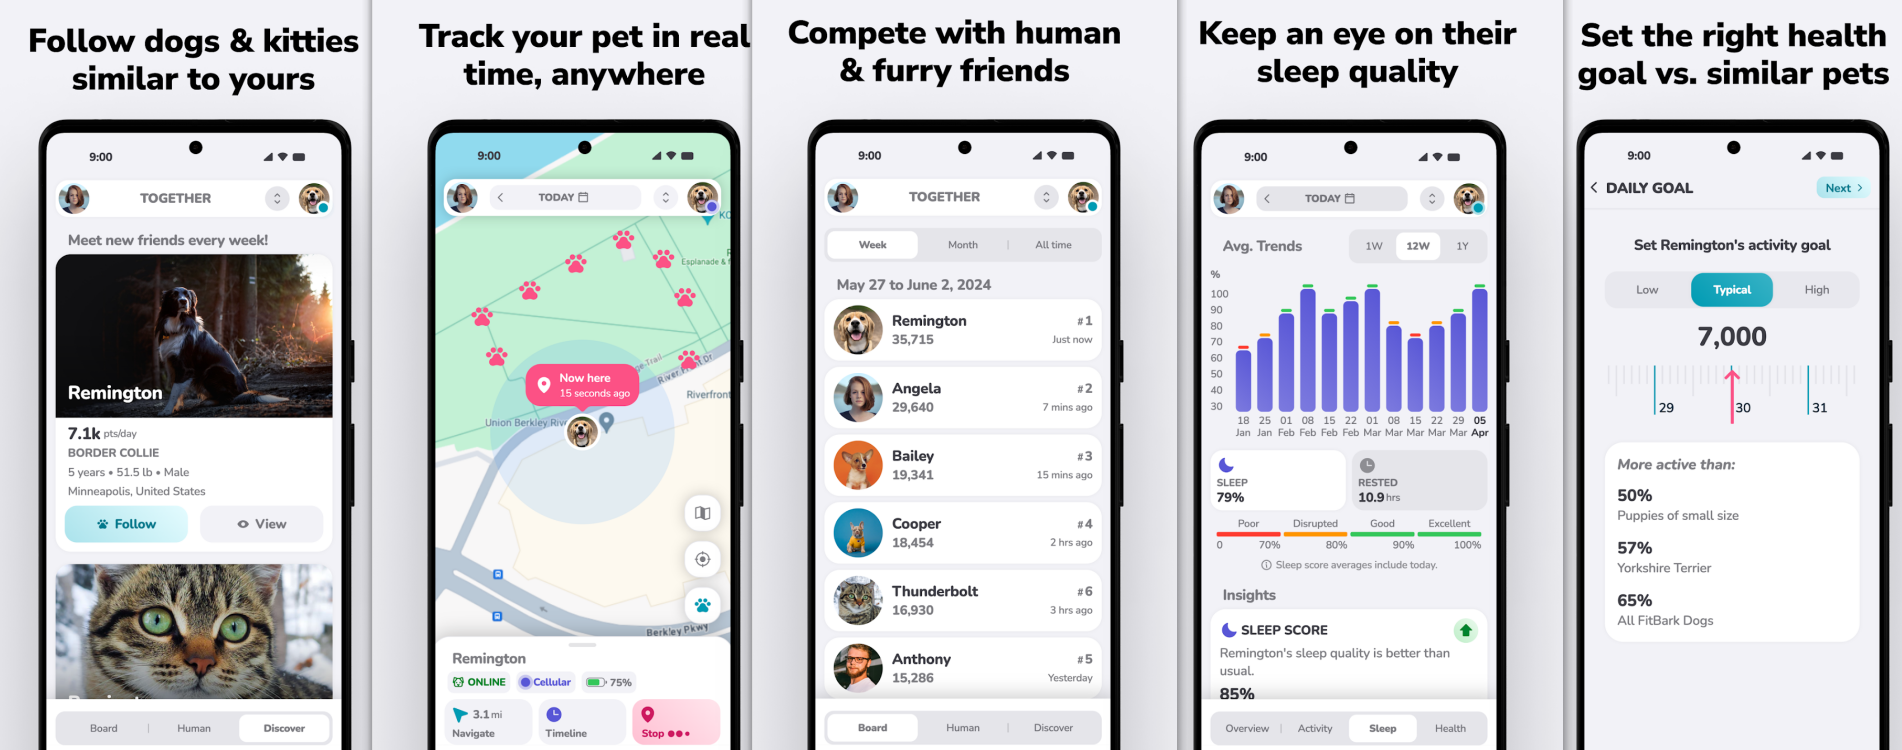 Follow dogs & kitties
similar to yours
9:00
TOGETHER
Meet new friends every week!
Remington
7.1k pts/day
BORDER COLLIE
5 years • 51.5 lb • Male
Minneapolis, United States
Follow
View
Board
Human
Discover
Track your pet in real
time, anywhere
9:00
TODAY
KO
Esplanade &
Now here
15 seconds ago
Trail
River
Dr
Riverfront
Union Berkley
Berkley Pkwy
Remington
ONLINE
Cellular
75%
3.1 mi
Navigate
Timeline
Stop
Compete with human
& furry friends
9:00
TOGETHER
Week
Month
All time
May 27 to June 2, 2024
Remington
#1
35,715
Just now
Angela
#2
29,640
7 mins ago
Bailey
#3
19,341
15 mins ago
Cooper
#4
18,454
2 hrs ago
Thunderbolt
#6
16,930
3 hrs ago
Anthony
#5
15,286
Yesterday
Board
Human
Discover
Keep an eye on their
sleep quality
9:00
TODAY
Avg. Trends
1W
12W
1Y
%
100
90
80
70
60
50
40
30
18 25 01 08 15 22 01 08 15 22 29 05
Jan Jan Feb Feb Feb Feb Mar Mar Mar Mar Mar Apr
SLEEP
79%
RESTED
10.9 hrs
Poor
Disrupted
Good
Excellent
0
70%
80%
90%
100%
Sleep score averages include today.
Insights
SLEEP SCORE
Remington's sleep quality is better than
usual.
85%
Overview
Activity
Sleep
Health
Set the right health
goal vs. similar pets
9:00
DAILY GOAL
Next
Set Remington's activity goal
Low
Typical
High
7,000
29
30
31
More active than:
50%
Puppies of small size
57%
Yorkshire Terrier
65%
All FitBark Dogs